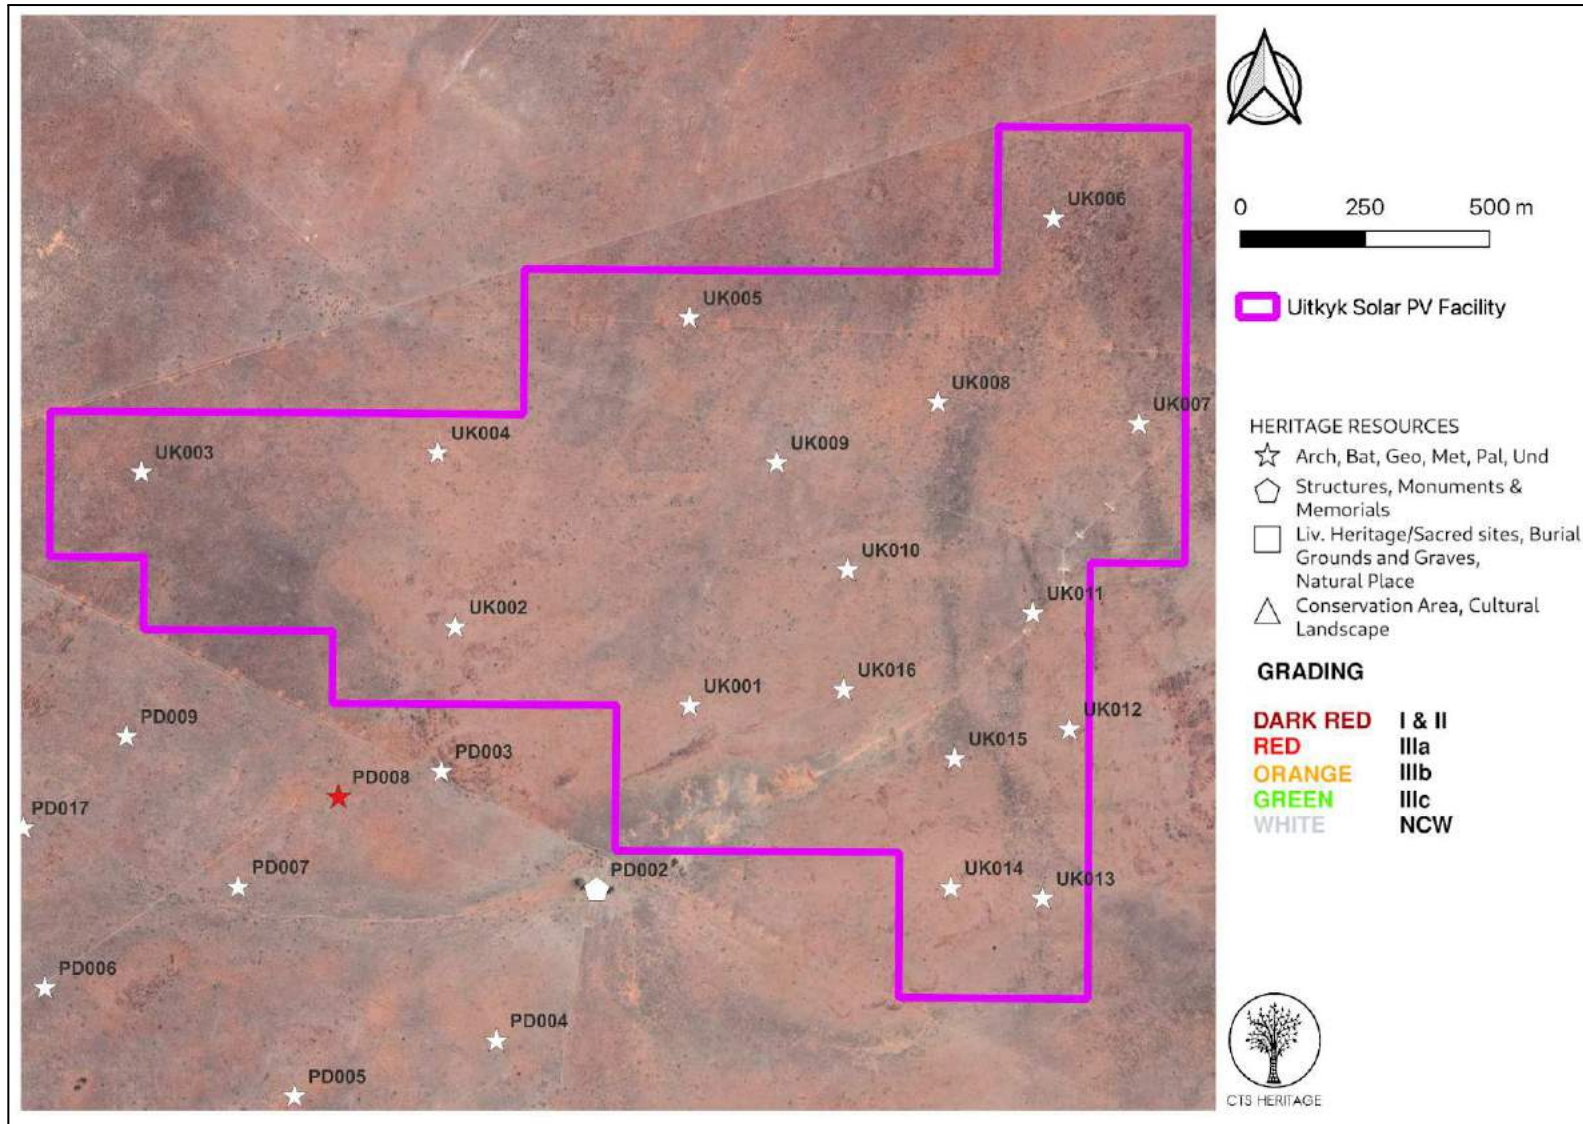 UK006
UK005
UK008
UK007
UK004
UK009
UK003
UK010
UK011
UK002
UK001
UK016
UK012
PD009
UK015
PD003
PD008
PD017
PD007
PD002
UK014
UK013
PD006
PD004
PD005
0 250 500 m
Uitkyk Solar PV Facility
HERITAGE RESOURCES
Arch, Bat, Geo, Met, Pal, Und
Structures, Monuments &
Memorials
Liv. Heritage/Sacred sites, Burial
Grounds and Graves,
Natural Place
Conservation Area, Cultural
Landscape
GRADING
DARK RED I & II
RED IIIa
ORANGE IIIb
GREEN IIIc
WHITE NCW
CTS HERITAGE